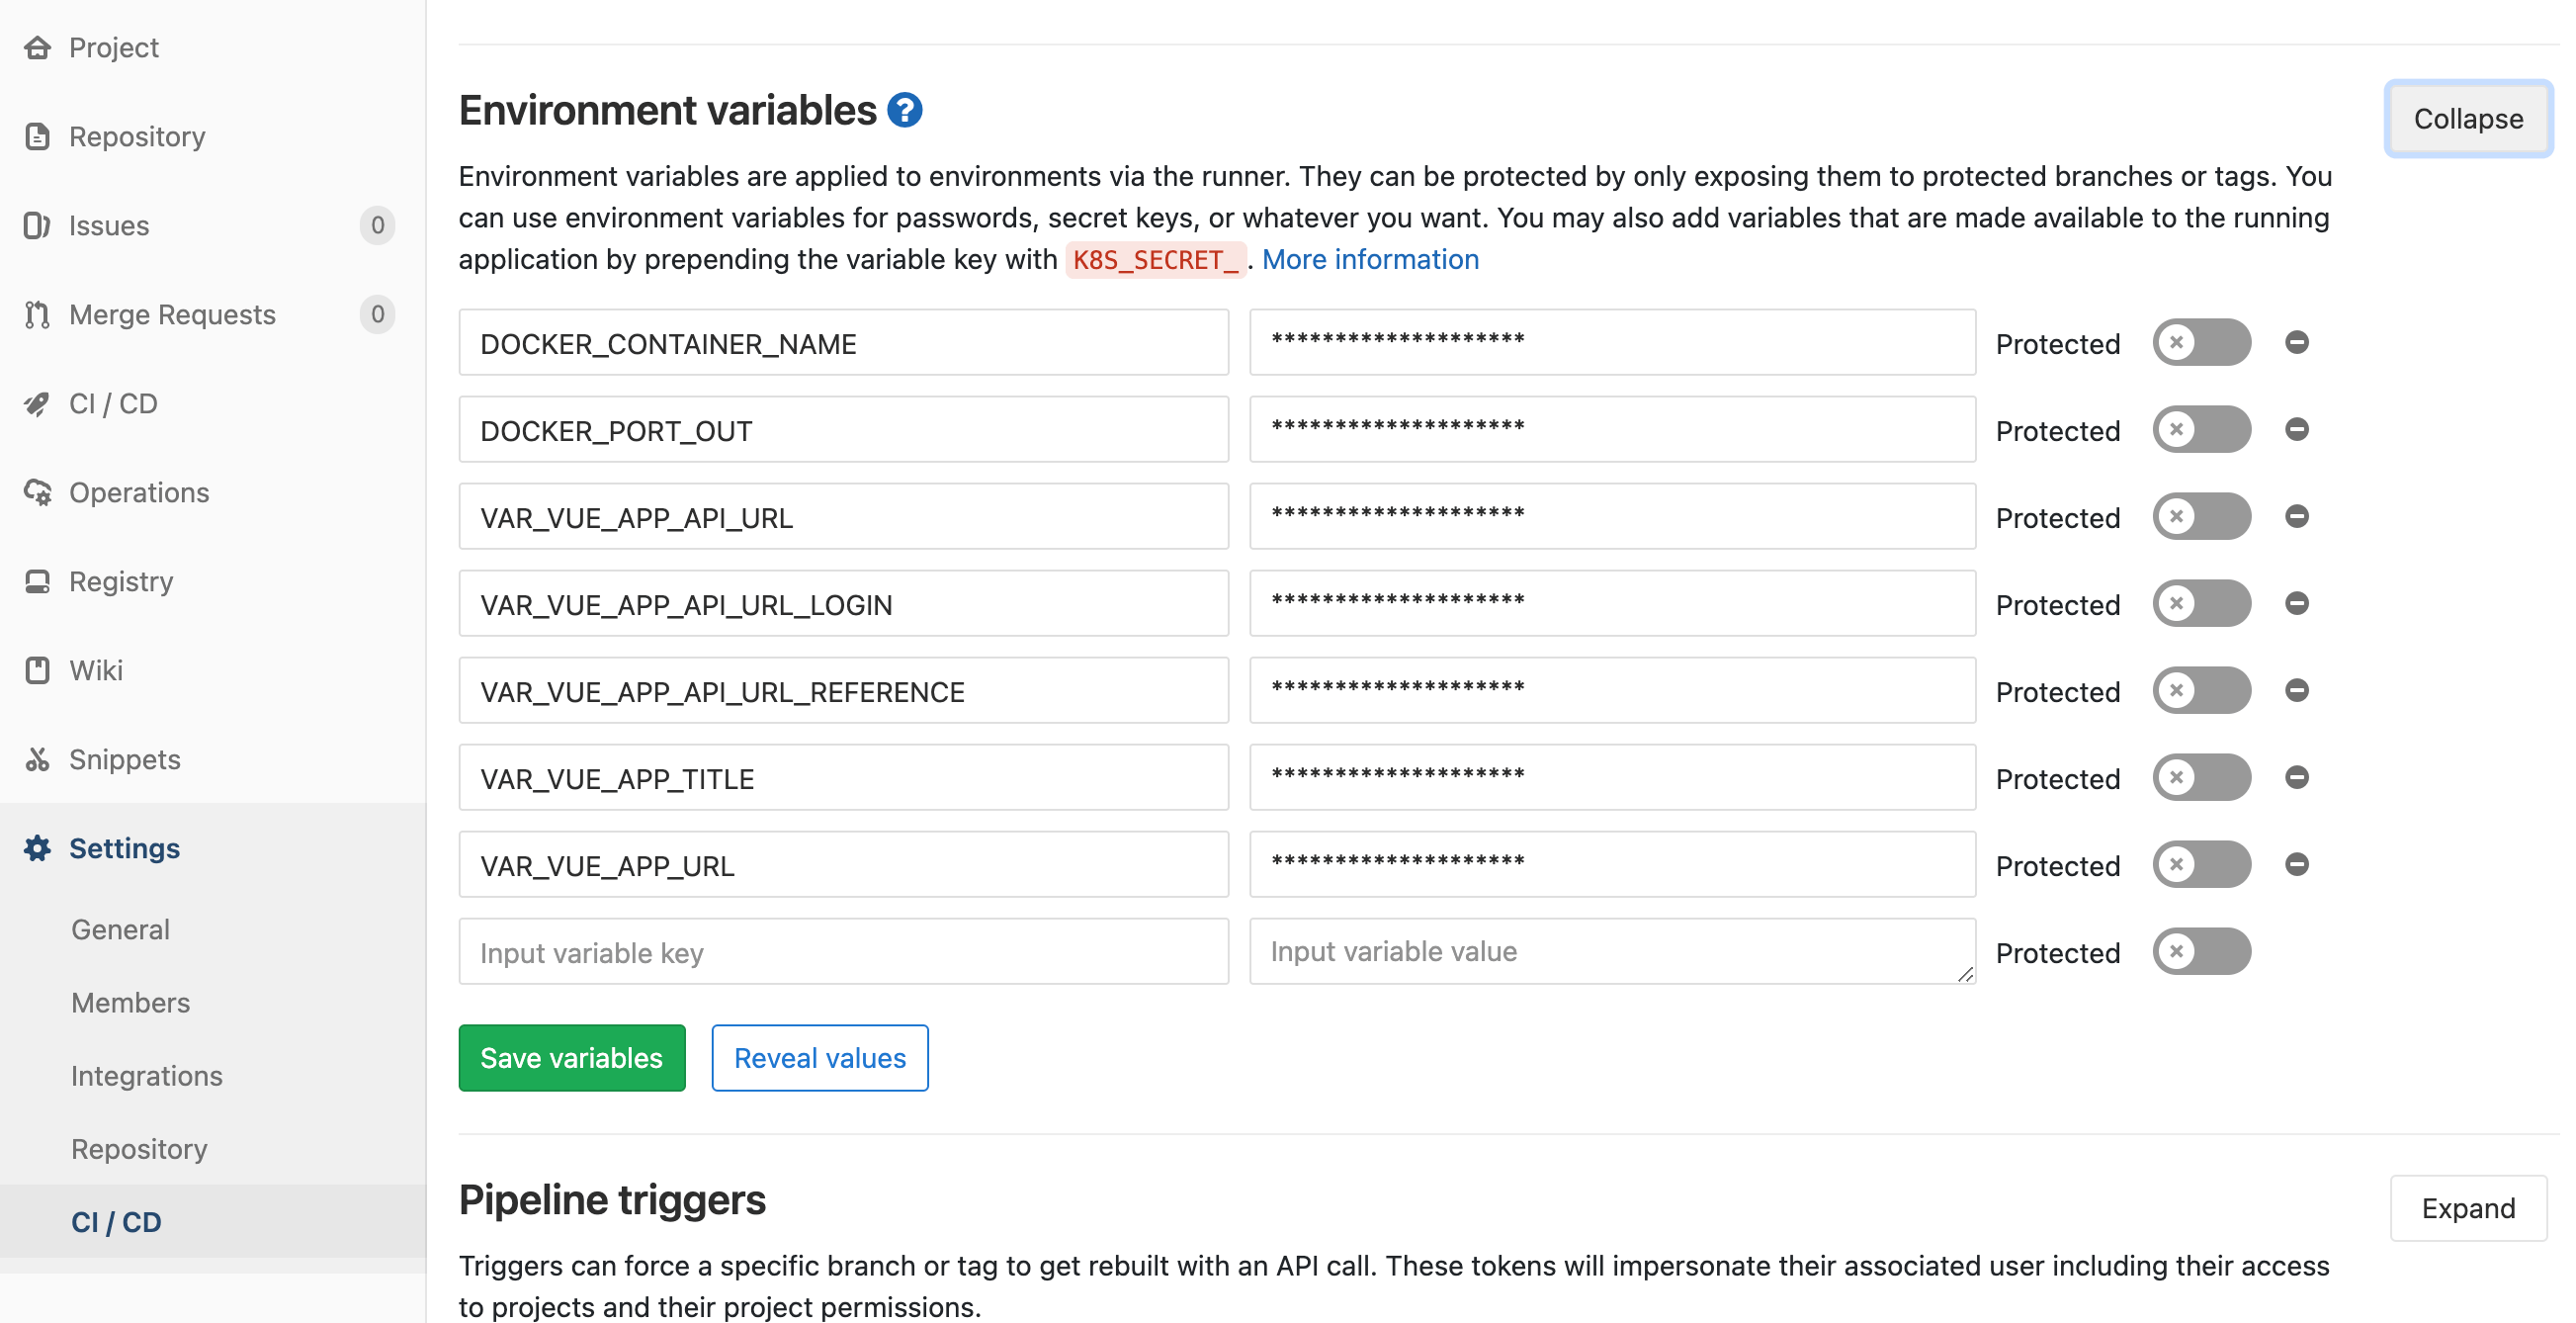 Project
Repository
Issues 0
Merge Requests 0
CI / CD
Operations
Registry
Wiki
Snippets
Settings
General
Members
Integrations
Repository
CI / CD
Environment variables ?
Collapse
Environment variables are applied to environments via the runner. They can be protected by only exposing them to protected branches or tags. You
can use environment variables for passwords, secret keys, or whatever you want. You may also add variables that are made available to the running
application by prepending the variable key with K8S_SECRET_ . More information
DOCKER_CONTAINER_NAME ******************** Protected
DOCKER_PORT_OUT ******************** Protected
VAR_VUE_APP_API_URL ******************** Protected
VAR_VUE_APP_API_URL_LOGIN ******************** Protected
VAR_VUE_APP_API_URL_REFERENCE ******************** Protected
VAR_VUE_APP_TITLE ******************** Protected
VAR_VUE_APP_URL ******************** Protected
Input variable key Input variable value Protected
Save variables Reveal values
Pipeline triggers
Expand
Triggers can force a specific branch or tag to get rebuilt with an API call. These tokens will impersonate their associated user including their access
to projects and their project permissions.